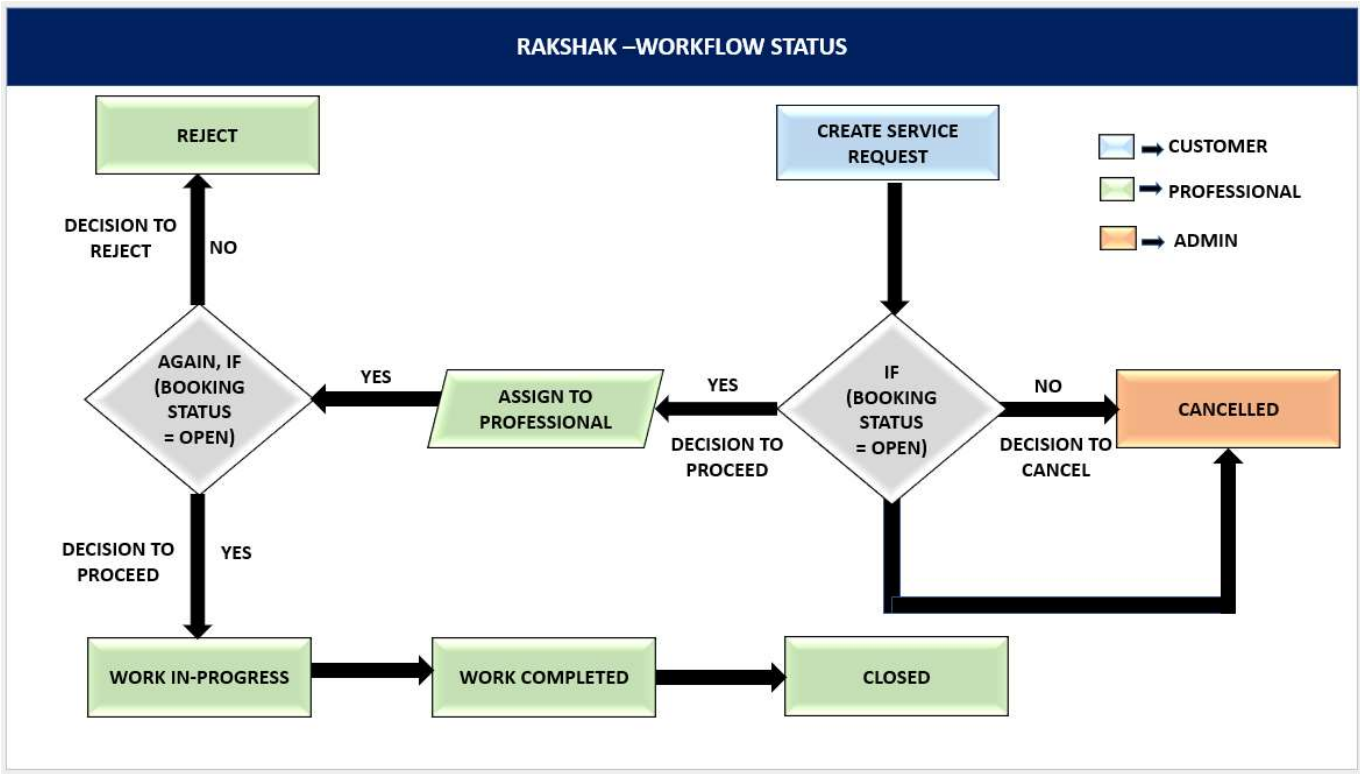 RAKSHAK –WORKFLOW STATUS
REJECT
CREATE SERVICE
REQUEST
CUSTOMER
PROFESSIONAL
ADMIN
DECISION TO
REJECT
NO
AGAIN, IF
(BOOKING
STATUS
= OPEN)
YES
ASSIGN TO
PROFESSIONAL
YES
DECISION TO
PROCEED
IF
(BOOKING
STATUS
= OPEN)
NO
DECISION TO
CANCEL
CANCELLED
DECISION TO
PROCEED
YES
WORK IN-PROGRESS
WORK COMPLETED
CLOSED